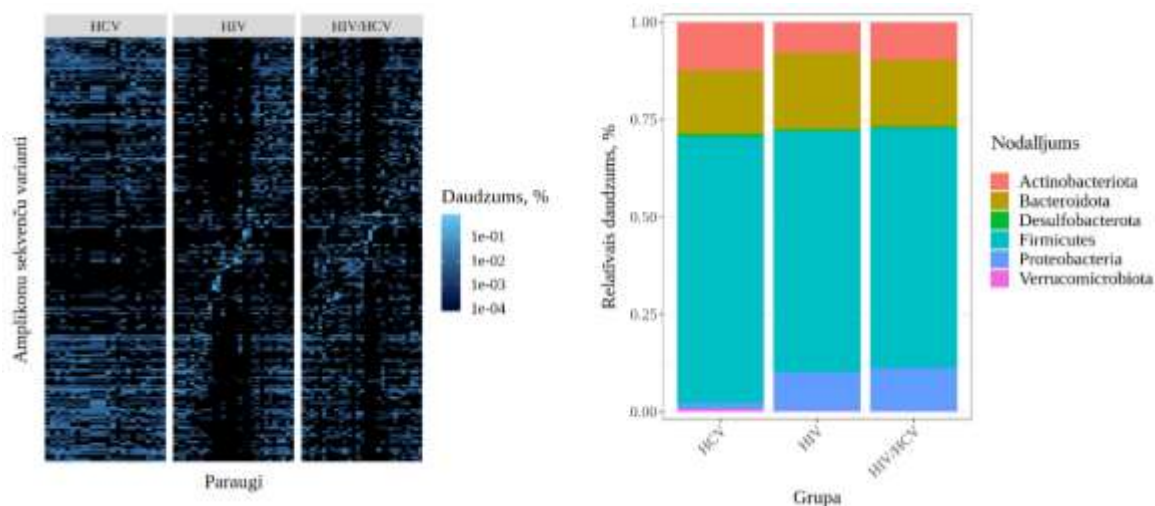 HCV HIV HIV/HCV
Amplikonu sekvenču varianti
Daudzums, %
1e-01
1e-02
1e-03
1e-04
Paraugi
Relatīvais daudzums, %
1.00
0.75
0.50
0.25
0.00
HCV HIV HIV/HCV
Grupa
Nodalījums
Actinobacteriota
Bacteroidota
Desulfobacterota
Firmicutes
Proteobacteria
Verrucomicrobiota